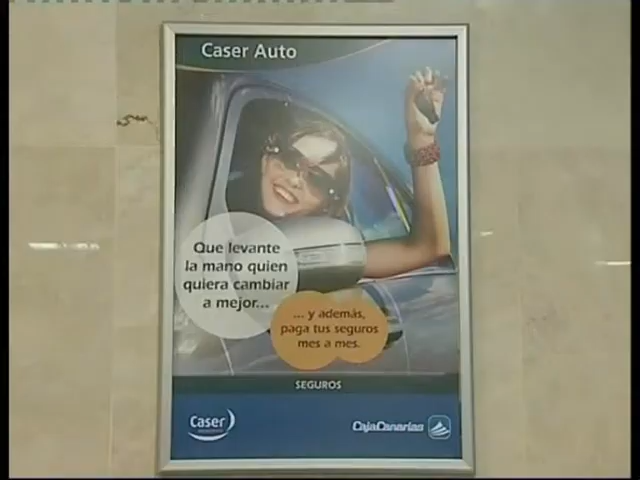 Caser Auto
Que levante
la mano quien
quiera cambiar
a mejor...
... y además,
paga tus seguros
mes a mes.
SEGUROS
Caser
CajaCanarias